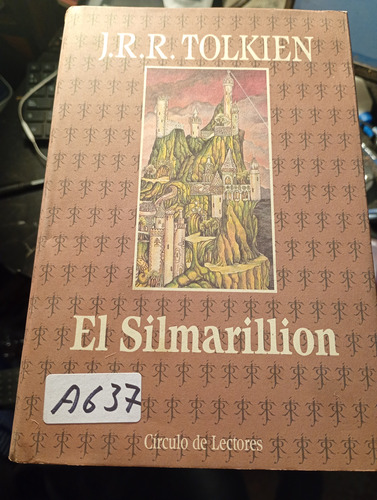 J.R.R. TOLKIEN
El Silmarillion
A637
Círculo de Lectores